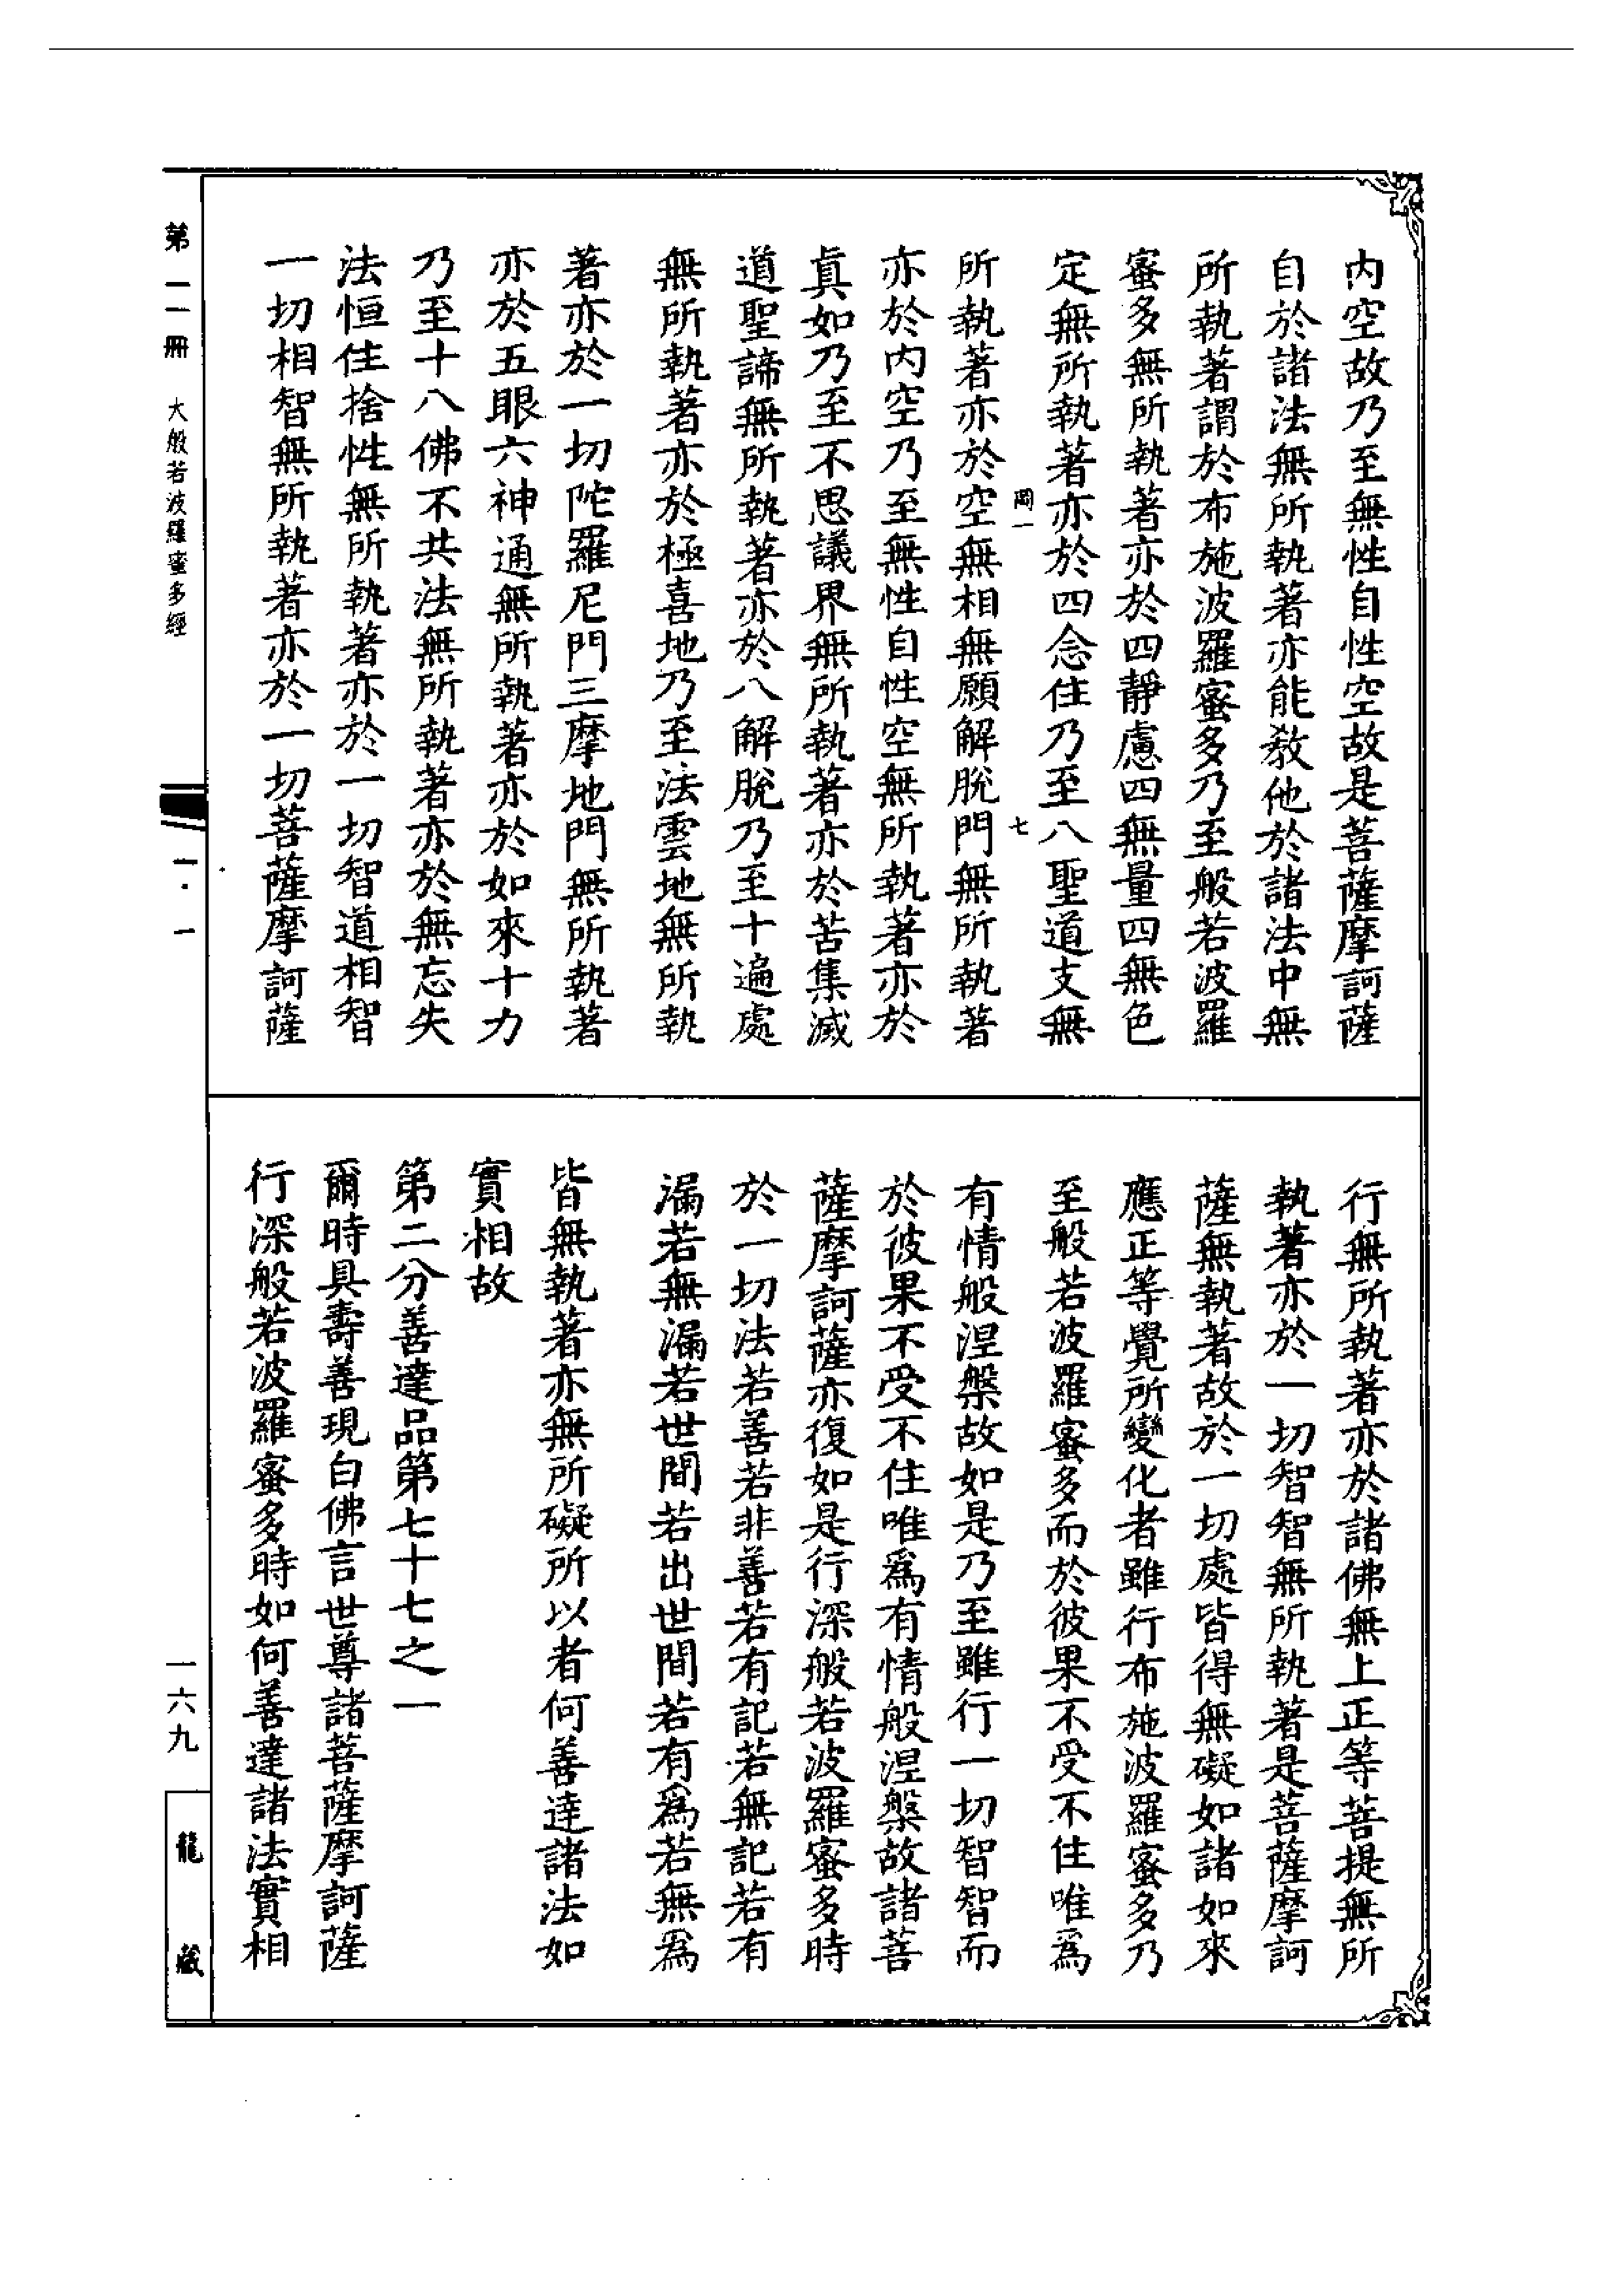 內空故乃至無性自性空故是菩薩摩訶薩
自於諸法無所執著亦能教他於諸法中無
所執著謂於布施波羅蜜多乃至般若波羅
蜜多無所執著亦於四靜慮四無量四無色
定無所執著亦於四念住乃至八聖道支無
岡一 七
所執著亦於空無相無願解脫門無所執著
亦於內空乃至無性自性空無所執著亦於
真如乃至不思議界無所執著亦於苦集滅
道聖諦無所執著亦於八解脫乃至十遍處
無所執著亦於極喜地乃至法雲地無所執
著亦於一切陀羅尼門三摩地門無所執著
亦於五眼六神通無所執著亦於如來十力
乃至十八佛不共法無所執著亦於無忘失
法恒住捨性無所執著亦於一切智道相智
一切相智無所執著亦於一切菩薩摩訶薩
行無所執著亦於諸佛無上正等菩提無所
執著亦於一切智智無所執著是菩薩摩訶
薩無執著故於一切處皆得無礙如諸如來
應正等覺所變化者雖行布施波羅蜜多乃
至般若波羅蜜多而於彼果不受不住唯為
有情般涅槃故如是乃至雖行一切智智而
於彼果不受不住唯為有情般涅槃故諸菩
薩摩訶薩亦復如是行深般若波羅蜜多時
於一切法若善若非善若有記若無記若有
漏若無漏若世間若出世間若有為若無為
皆無執著亦無所礙所以者何善達諸法如
實相故
第二分善達品第七十七之一
爾時具壽善現白佛言世尊諸菩薩摩訶薩
行深般若波羅蜜多時如何善達諸法實相
第一一冊 大般若波羅蜜多經
一·一
一六九
龍藏